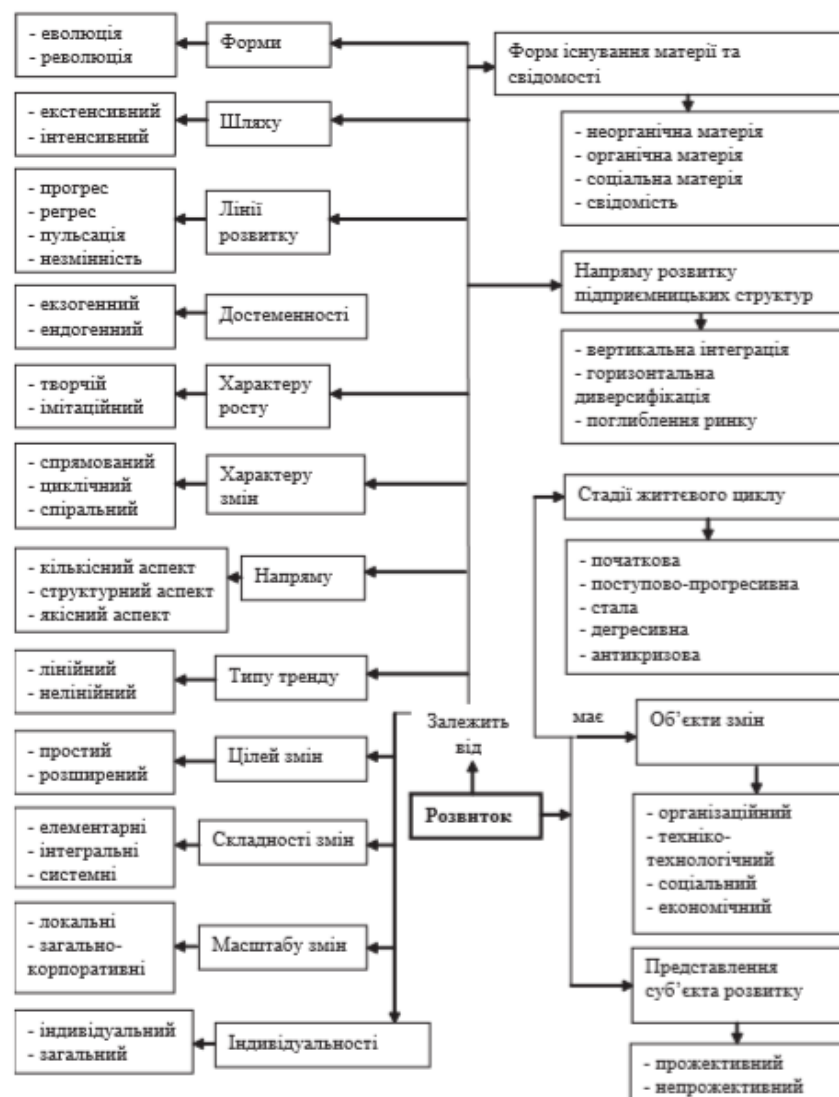 - еволюція
- революція
Форми
- екстенсивний
- інтенсивний
Шляху
- прогрес
- регрес
- пульсація
- незмінність
Лінії
розвитку
- екзогенний
- ендогенний
Достеменності
- творчій
- імітаційний
Характеру
росту
- спрямований
- циклічний
- спіральний
Характеру
змін
- кількісний аспект
- структурний аспект
- якісний аспект
Напряму
- лінійний
- нелінійний
Типу тренду
- простий
- розширений
Цілей змін
- елементарні
- інтегральні
- системні
Складності змін
- локальні
- загально-
корпоративні
Масштабу змін
- індивідуальний
- загальний
Індивідуальності
Залежить
від
Розвиток
має
Форм існування матерії та
свідомості
- неорганічна матерія
- органічна матерія
- соціальна матерія
- свідомість
Напряму розвитку
підприємницьких структур
- вертикальна інтеграція
- горизонтальна
диверсифікація
- поглиблення ринку
Стадії життєвого циклу
- початкова
- поступово-прогресивна
- стала
- дегресивна
- антикризова
Об’єкти змін
- організаційний
- техніко-
технологічний
- соціальний
- економічний
Представлення
суб’єкта розвитку
- прожективний
- непрожективний